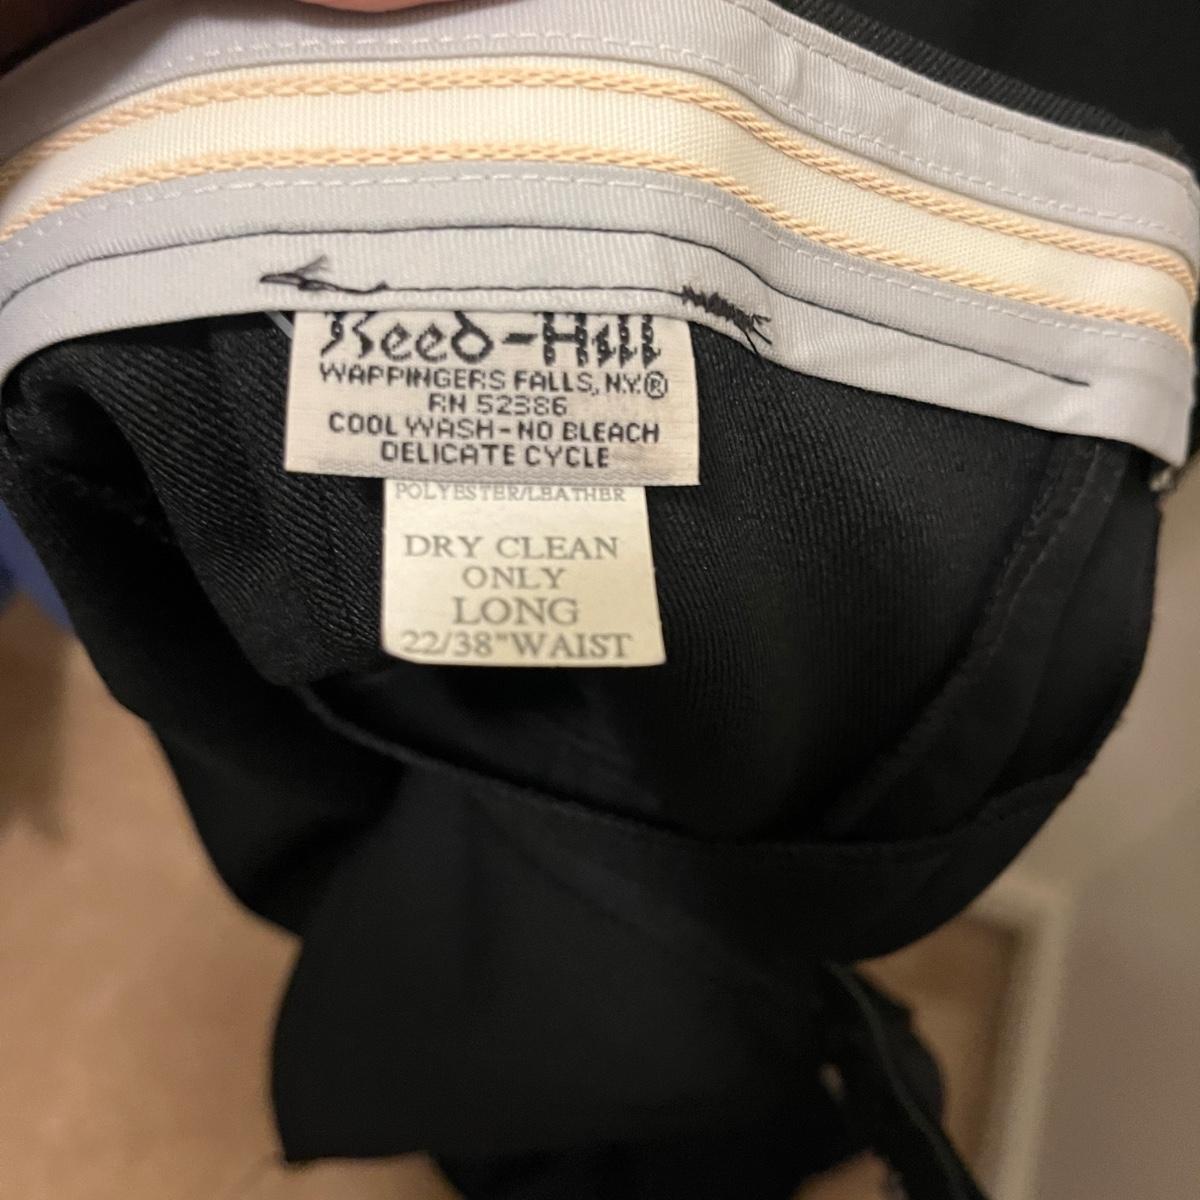 Reed-Hill
WAPPINGERS FALLS, N.Y.®
RN 52386
COOL WASH-NO BLEACH
DELICATE CYCLE
POLYESTER/LEATHER
DRY CLEAN
ONLY
LONG
22/38"WAIST